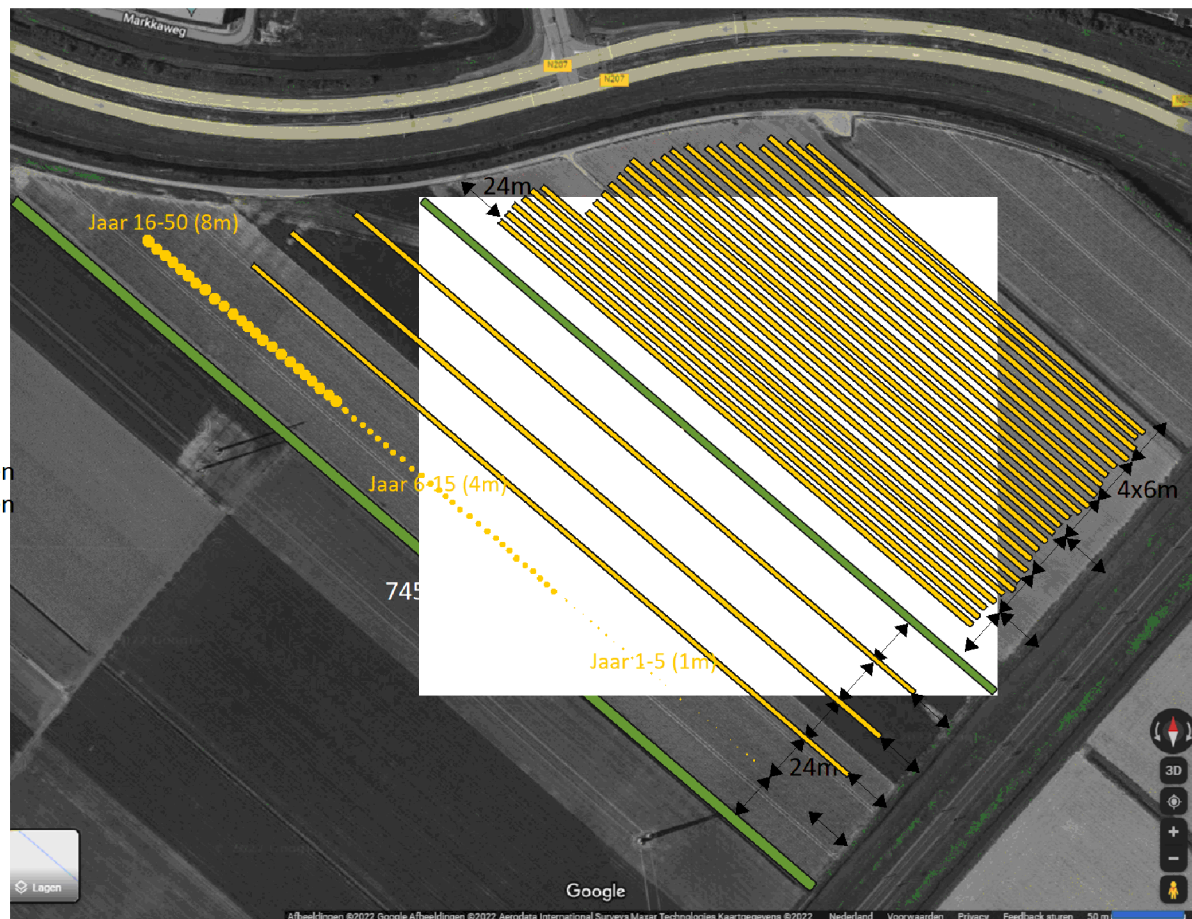 Markkaweg
N207
N207
24m
Jaar 16-50 (8m)
n
n
Jaar 6-15 (4m)
4x6m
745
Jaar 1-5 (1m)
24m
3D
Lagen
Google
Afbeeldingen ©2022 Google Afbeeldingen ©2022 Aerodata International Surveys Maxar Technologies Kaartgegevens ©2022 Nederland Voorwaarden Privacy Feedback sturen 50 m